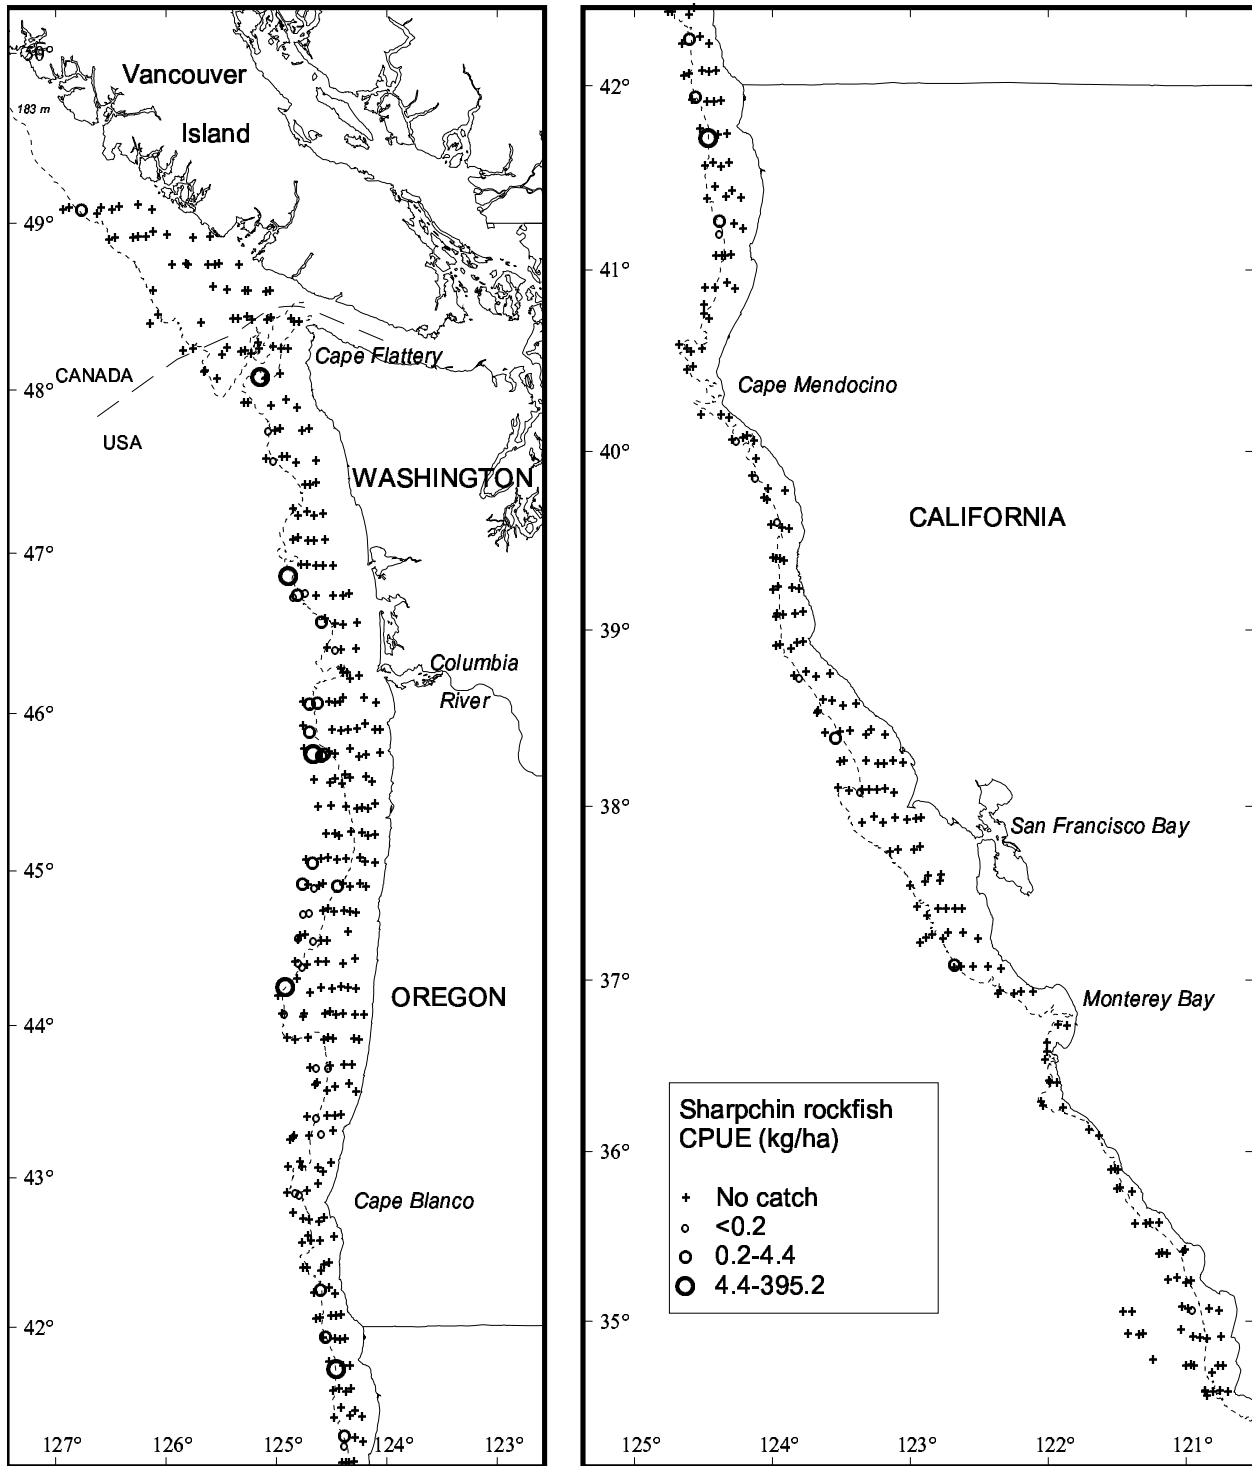 50°
Vancouver
Island
183 m
49°
Cape Flattery
CANADA
48°
USA
WASHINGTON
47°
Columbia
River
46°
45°
OREGON
44°
43°
Cape Blanco
42°
127°
126°
125°
124°
123°
42°
41°
Cape Mendocino
40°
CALIFORNIA
39°
38°
San Francisco Bay
37°
Monterey Bay
Sharpchin rockfish
CPUE (kg/ha)
36°
No catch
<0.2
0.2-4.4
4.4-395.2
35°
125°
124°
123°
122°
121°